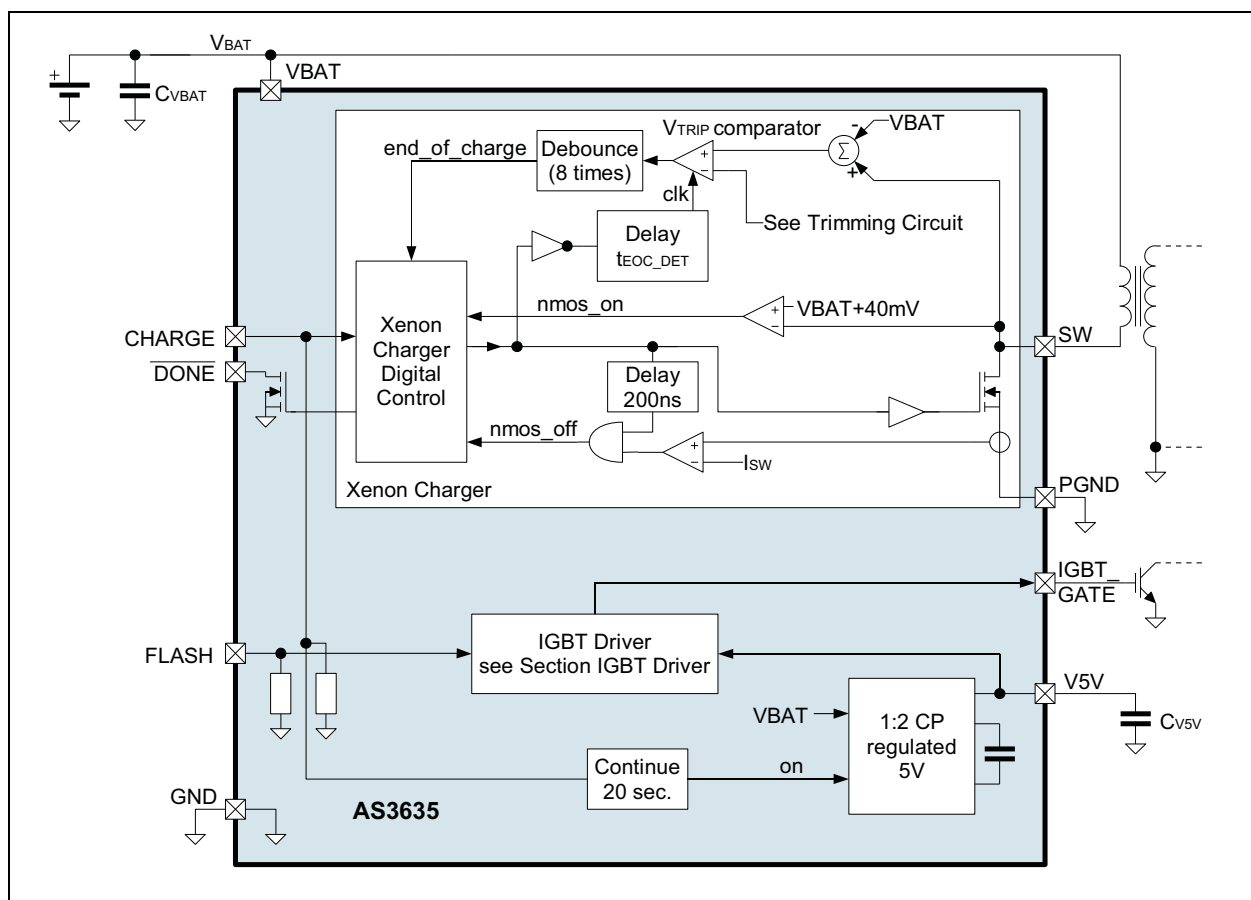 VBAT
+
CVBAT
VBAT
VTRIP comparator
-
VBAT
end_of_charge
Debounce
(8 times)
+
-
Σ
+
clk
See Trimming Circuit
Delay
tEOC_DET
nmos_on
+
-
VBAT+40mV
SW
CHARGE
DONE
Xenon
Charger
Digital
Control
Delay
200ns
nmos_off
+
-
ISW
Xenon Charger
PGND
IGBT_
GATE
FLASH
IGBT Driver
see Section IGBT Driver
V5V
VBAT
1:2 CP
regulated
5V
CV5V
Continue
20 sec.
on
GND
AS3635